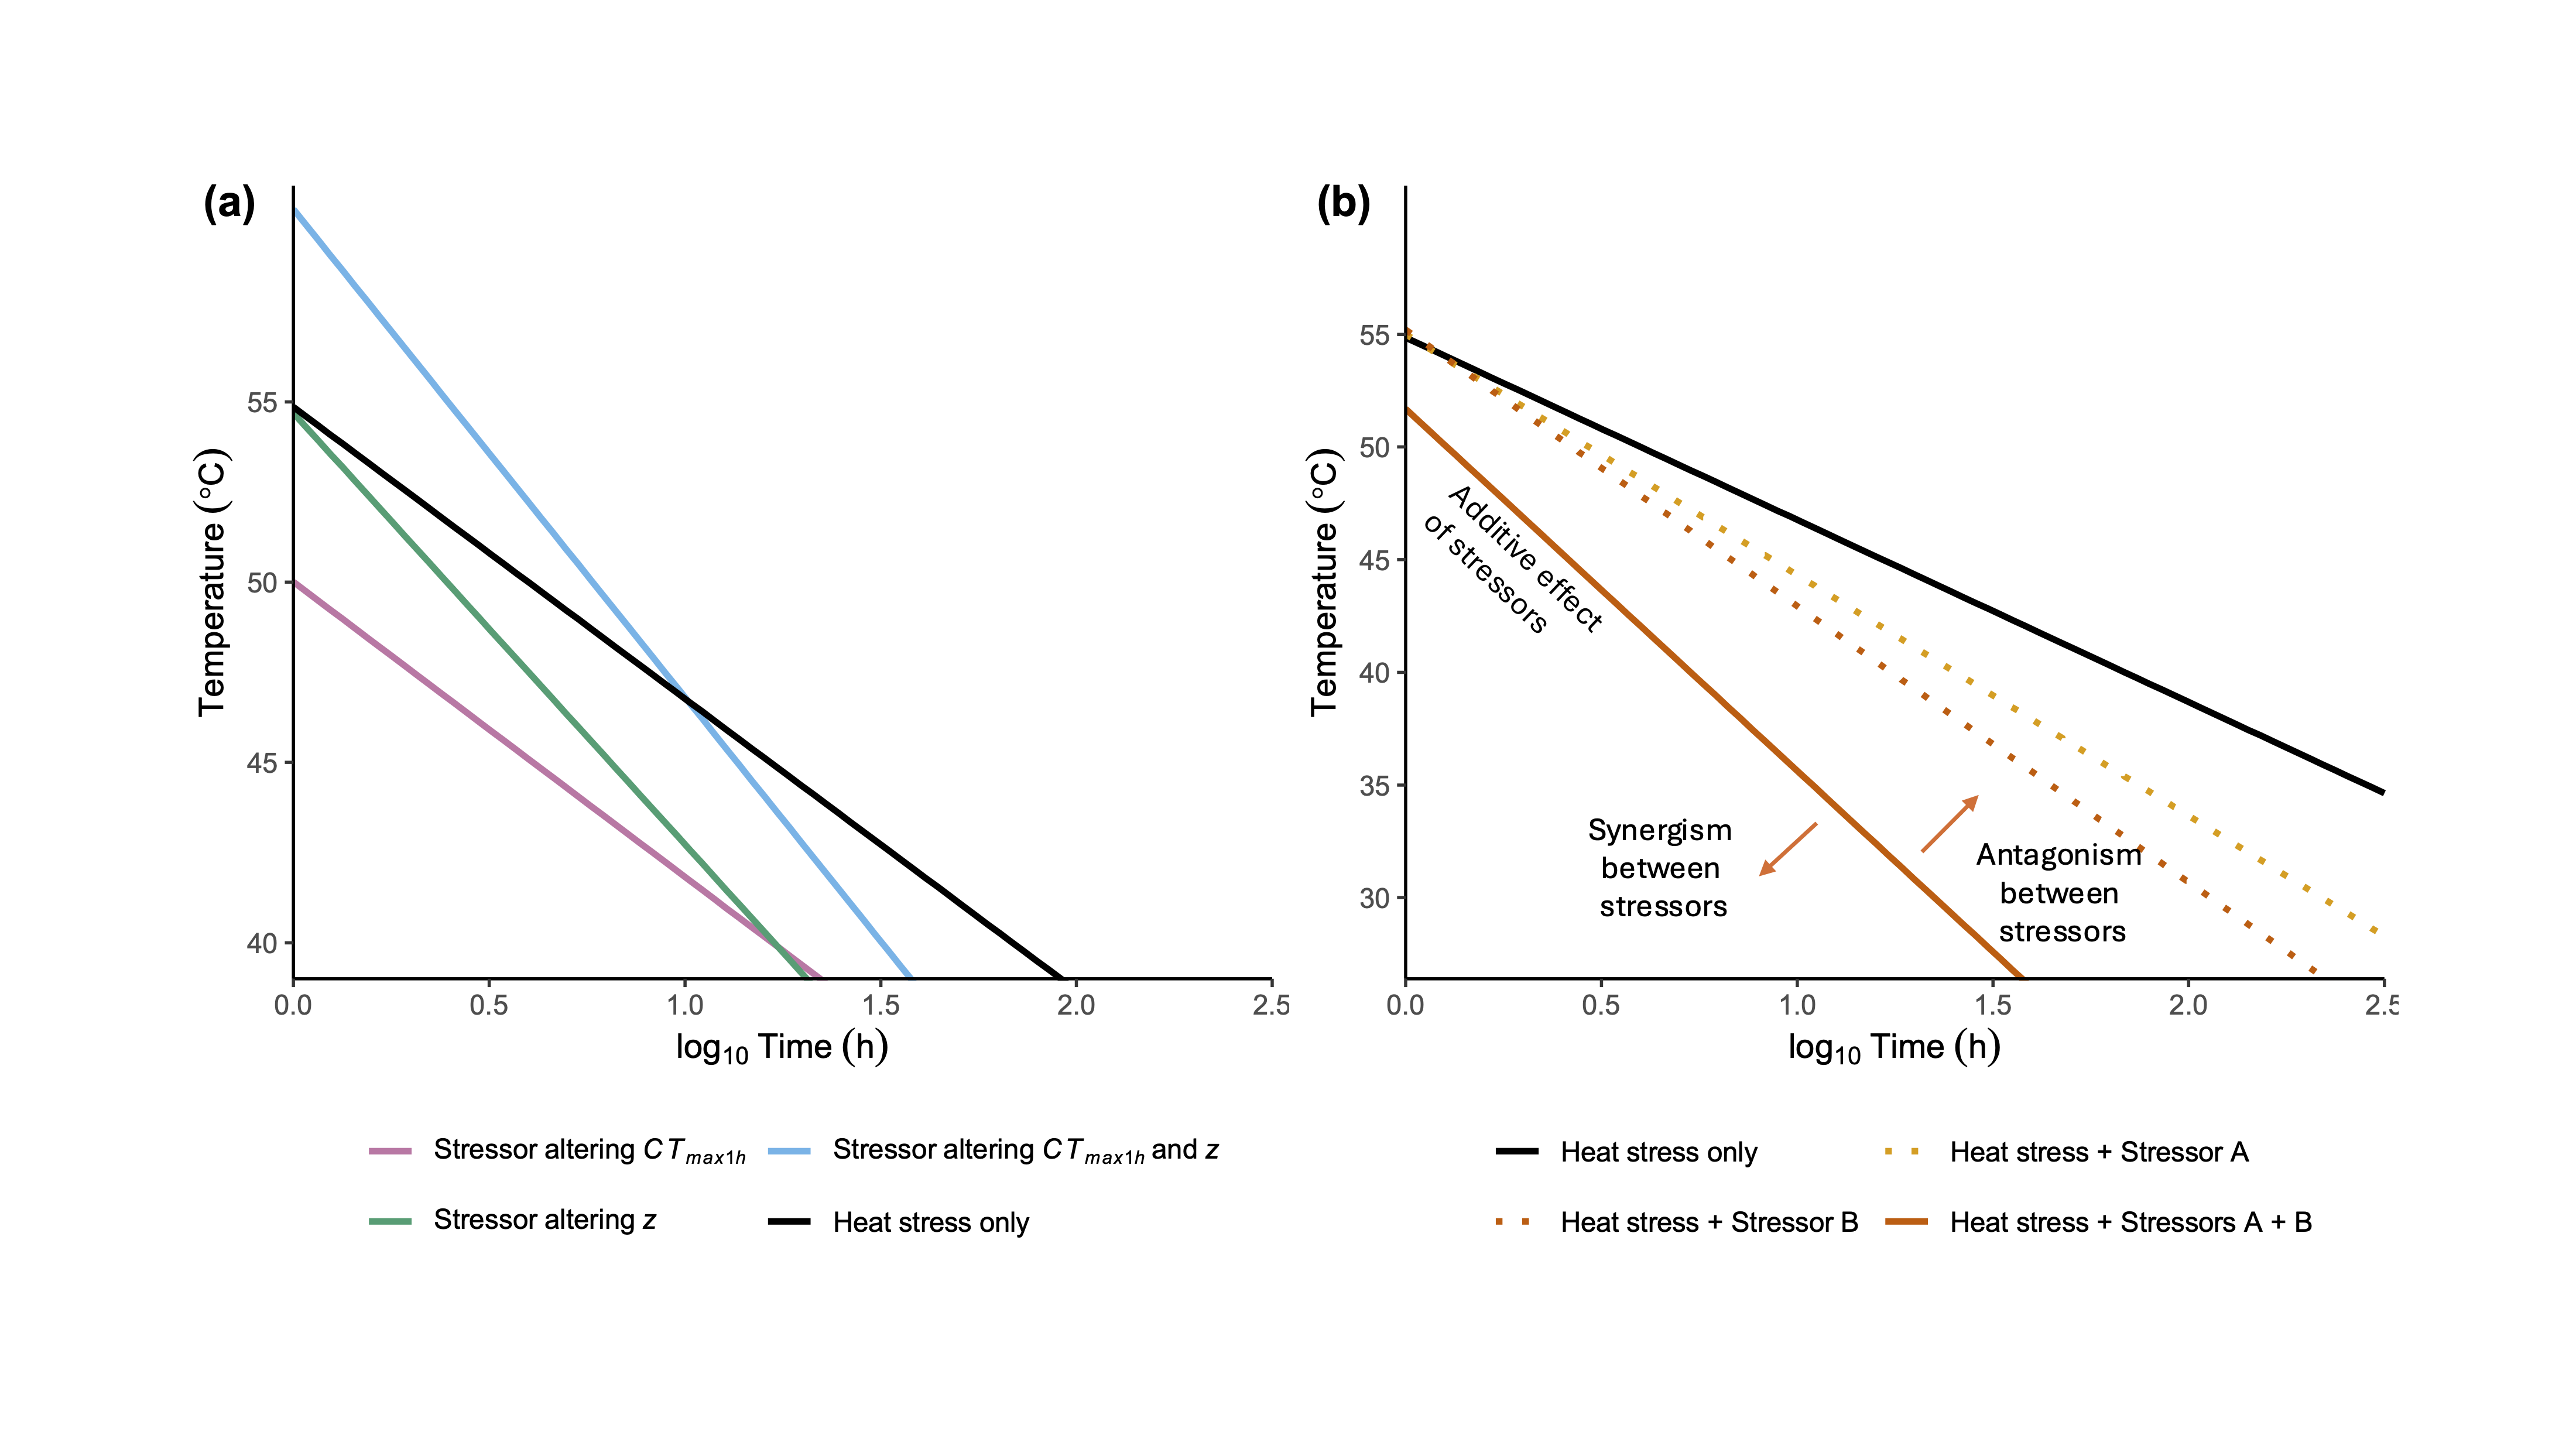 (a)
Temperature (°C)
55
50
45
40
0.0 0.5 1.0 1.5 2.0 2.5
log10 Time (h)
Stressor altering CTmax1h
Stressor altering CTmax1h and z
Stressor altering z
Heat stress only
(b)
Temperature (°C)
55
50
45
40
35
30
Additive effect
of stressors
Synergism
between
stressors
Antagonism
between
stressors
0.0 0.5 1.0 1.5 2.0 2.5
log10 Time (h)
Heat stress only
Heat stress + Stressor A
Heat stress + Stressor B
Heat stress + Stressors A + B